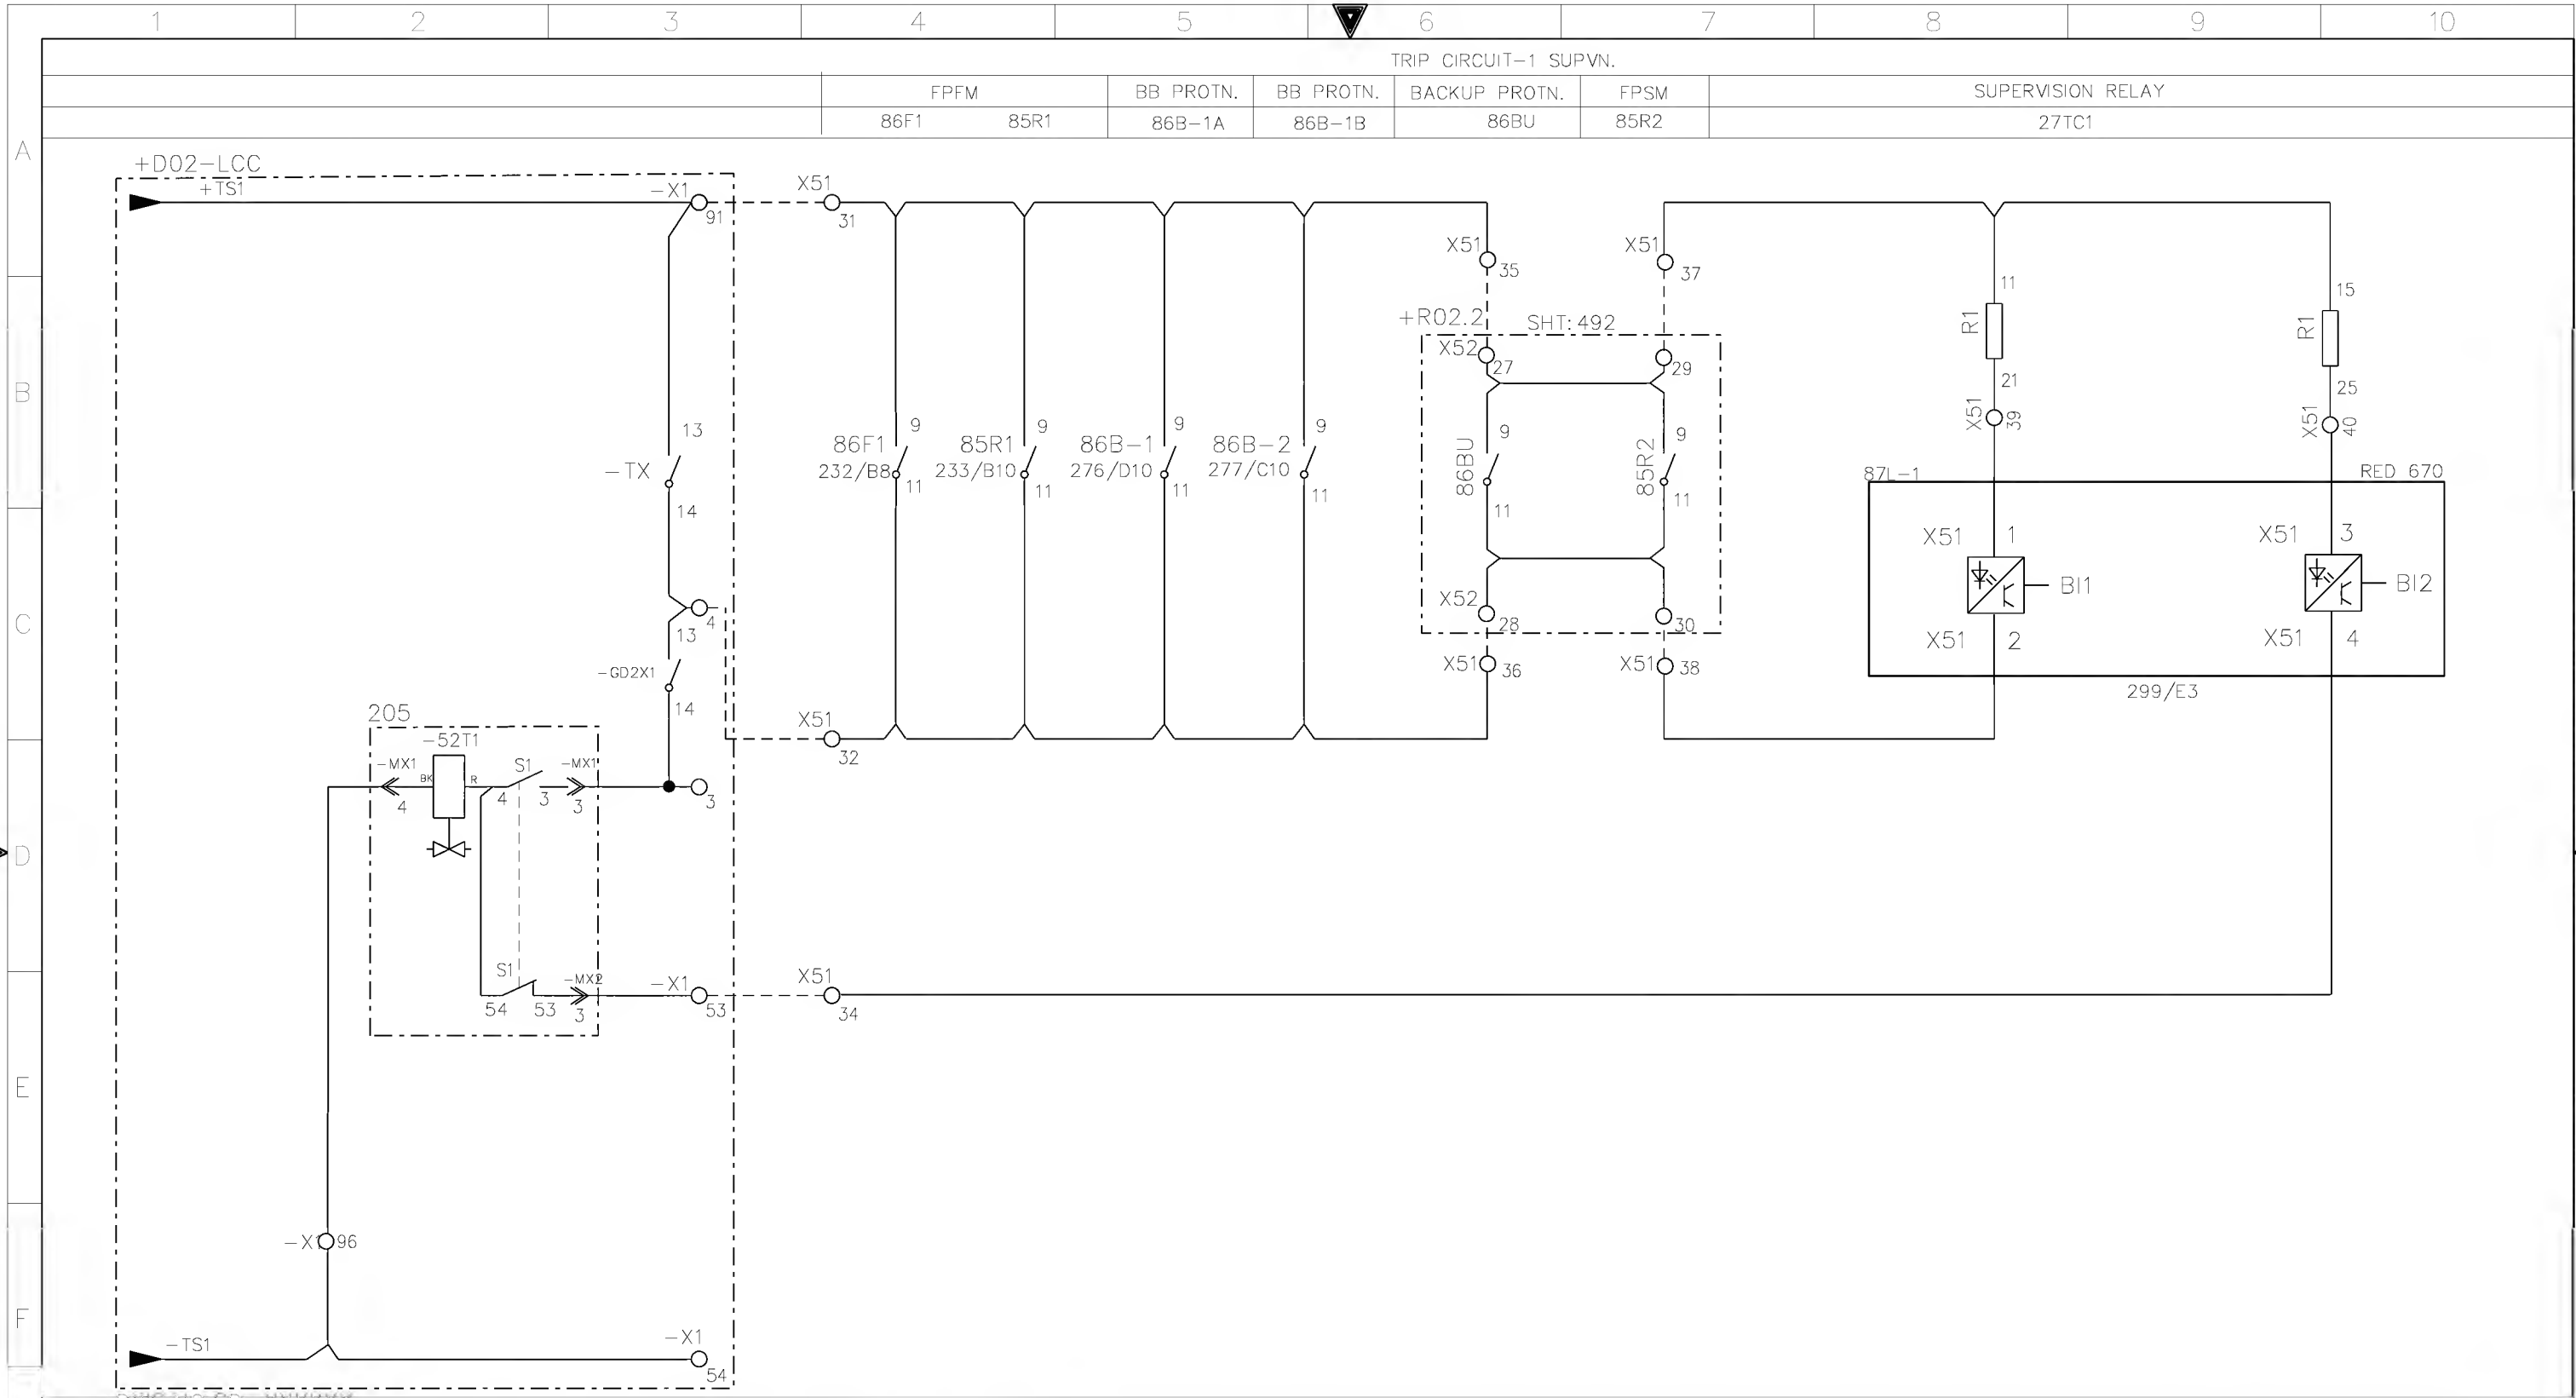 1 2 3 4 5 6 7 8 9 10
TRIP CIRCUIT-1 SUPVN.
FPFM BB PROTN. BB PROTN. BACKUP PROTN. FPSM SUPERVISION RELAY
86F1 85R1 86B-1A 86B-1B 86BU 85R2 27TC1
A
+D02-LCC
+TS1
-X1
91
X51
31
X51
35
X51
37
11
R1
21
X51
39
15
R1
25
X51
40
+R02.2
SHT: 492
X52
27
29
B
13
-TX
14
9
86F1
232/B8
11
9
85R1
233/B10
11
9
86B-1
276/D10
11
9
86B-2
277/C10
11
9
86BU
11
9
85R2
11
87L-1
RED 670
X51 1
BI1
X51 2
X51 3
BI2
X51 4
299/E3
C
4
13
-GD2X1
14
X52
28
30
X51
36
X51
38
X51
32
205
-52T1
-MX1
4
BK
R
S1
4
3
-MX1
3
3
D
S1
54
53
-MX2
3
-X1
53
X51
34
E
-X1
96
F
-TS1
-X1
54